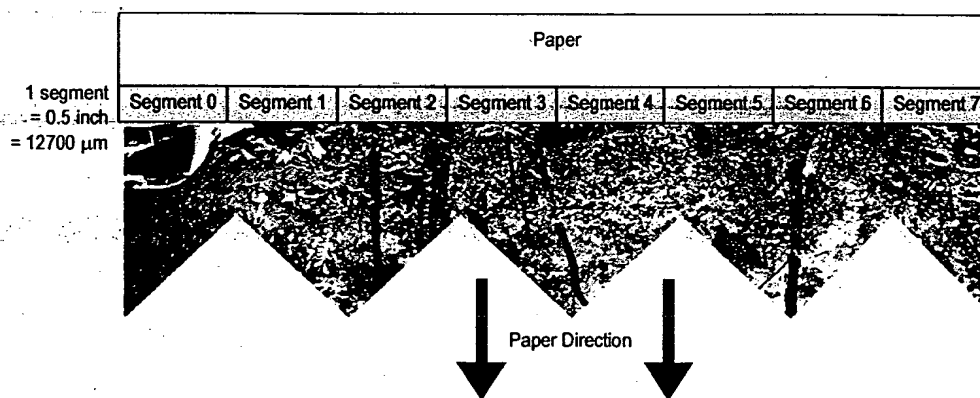 Paper
1 segment
= 0.5 inch
= 12700 µm
Segment 0 Segment 1 Segment 2 Segment 3 Segment 4 Segment 5 Segment 6 Segment 7
Paper Direction